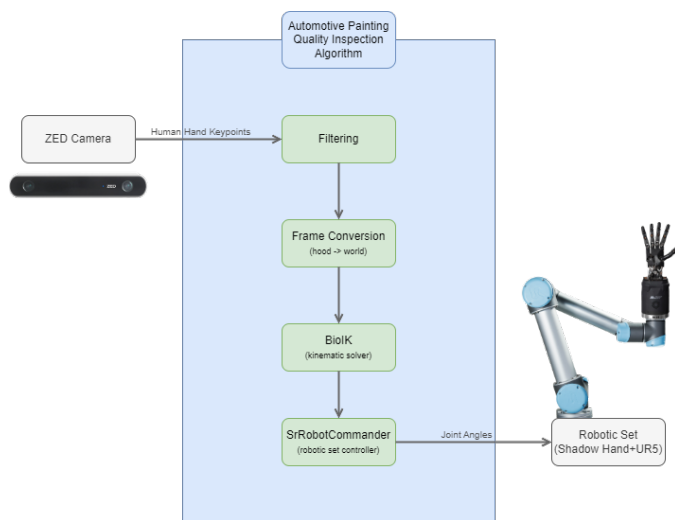 Automotive Painting
Quality Inspection
Algorithm
ZED Camera
Human Hand Keypoints
Filtering
Frame Conversion
(hood -> world)
BioIK
(kinematic solver)
SrRobotCommander
(robotic set controller)
Joint Angles
Robotic Set
(Shadow Hand+UR5)